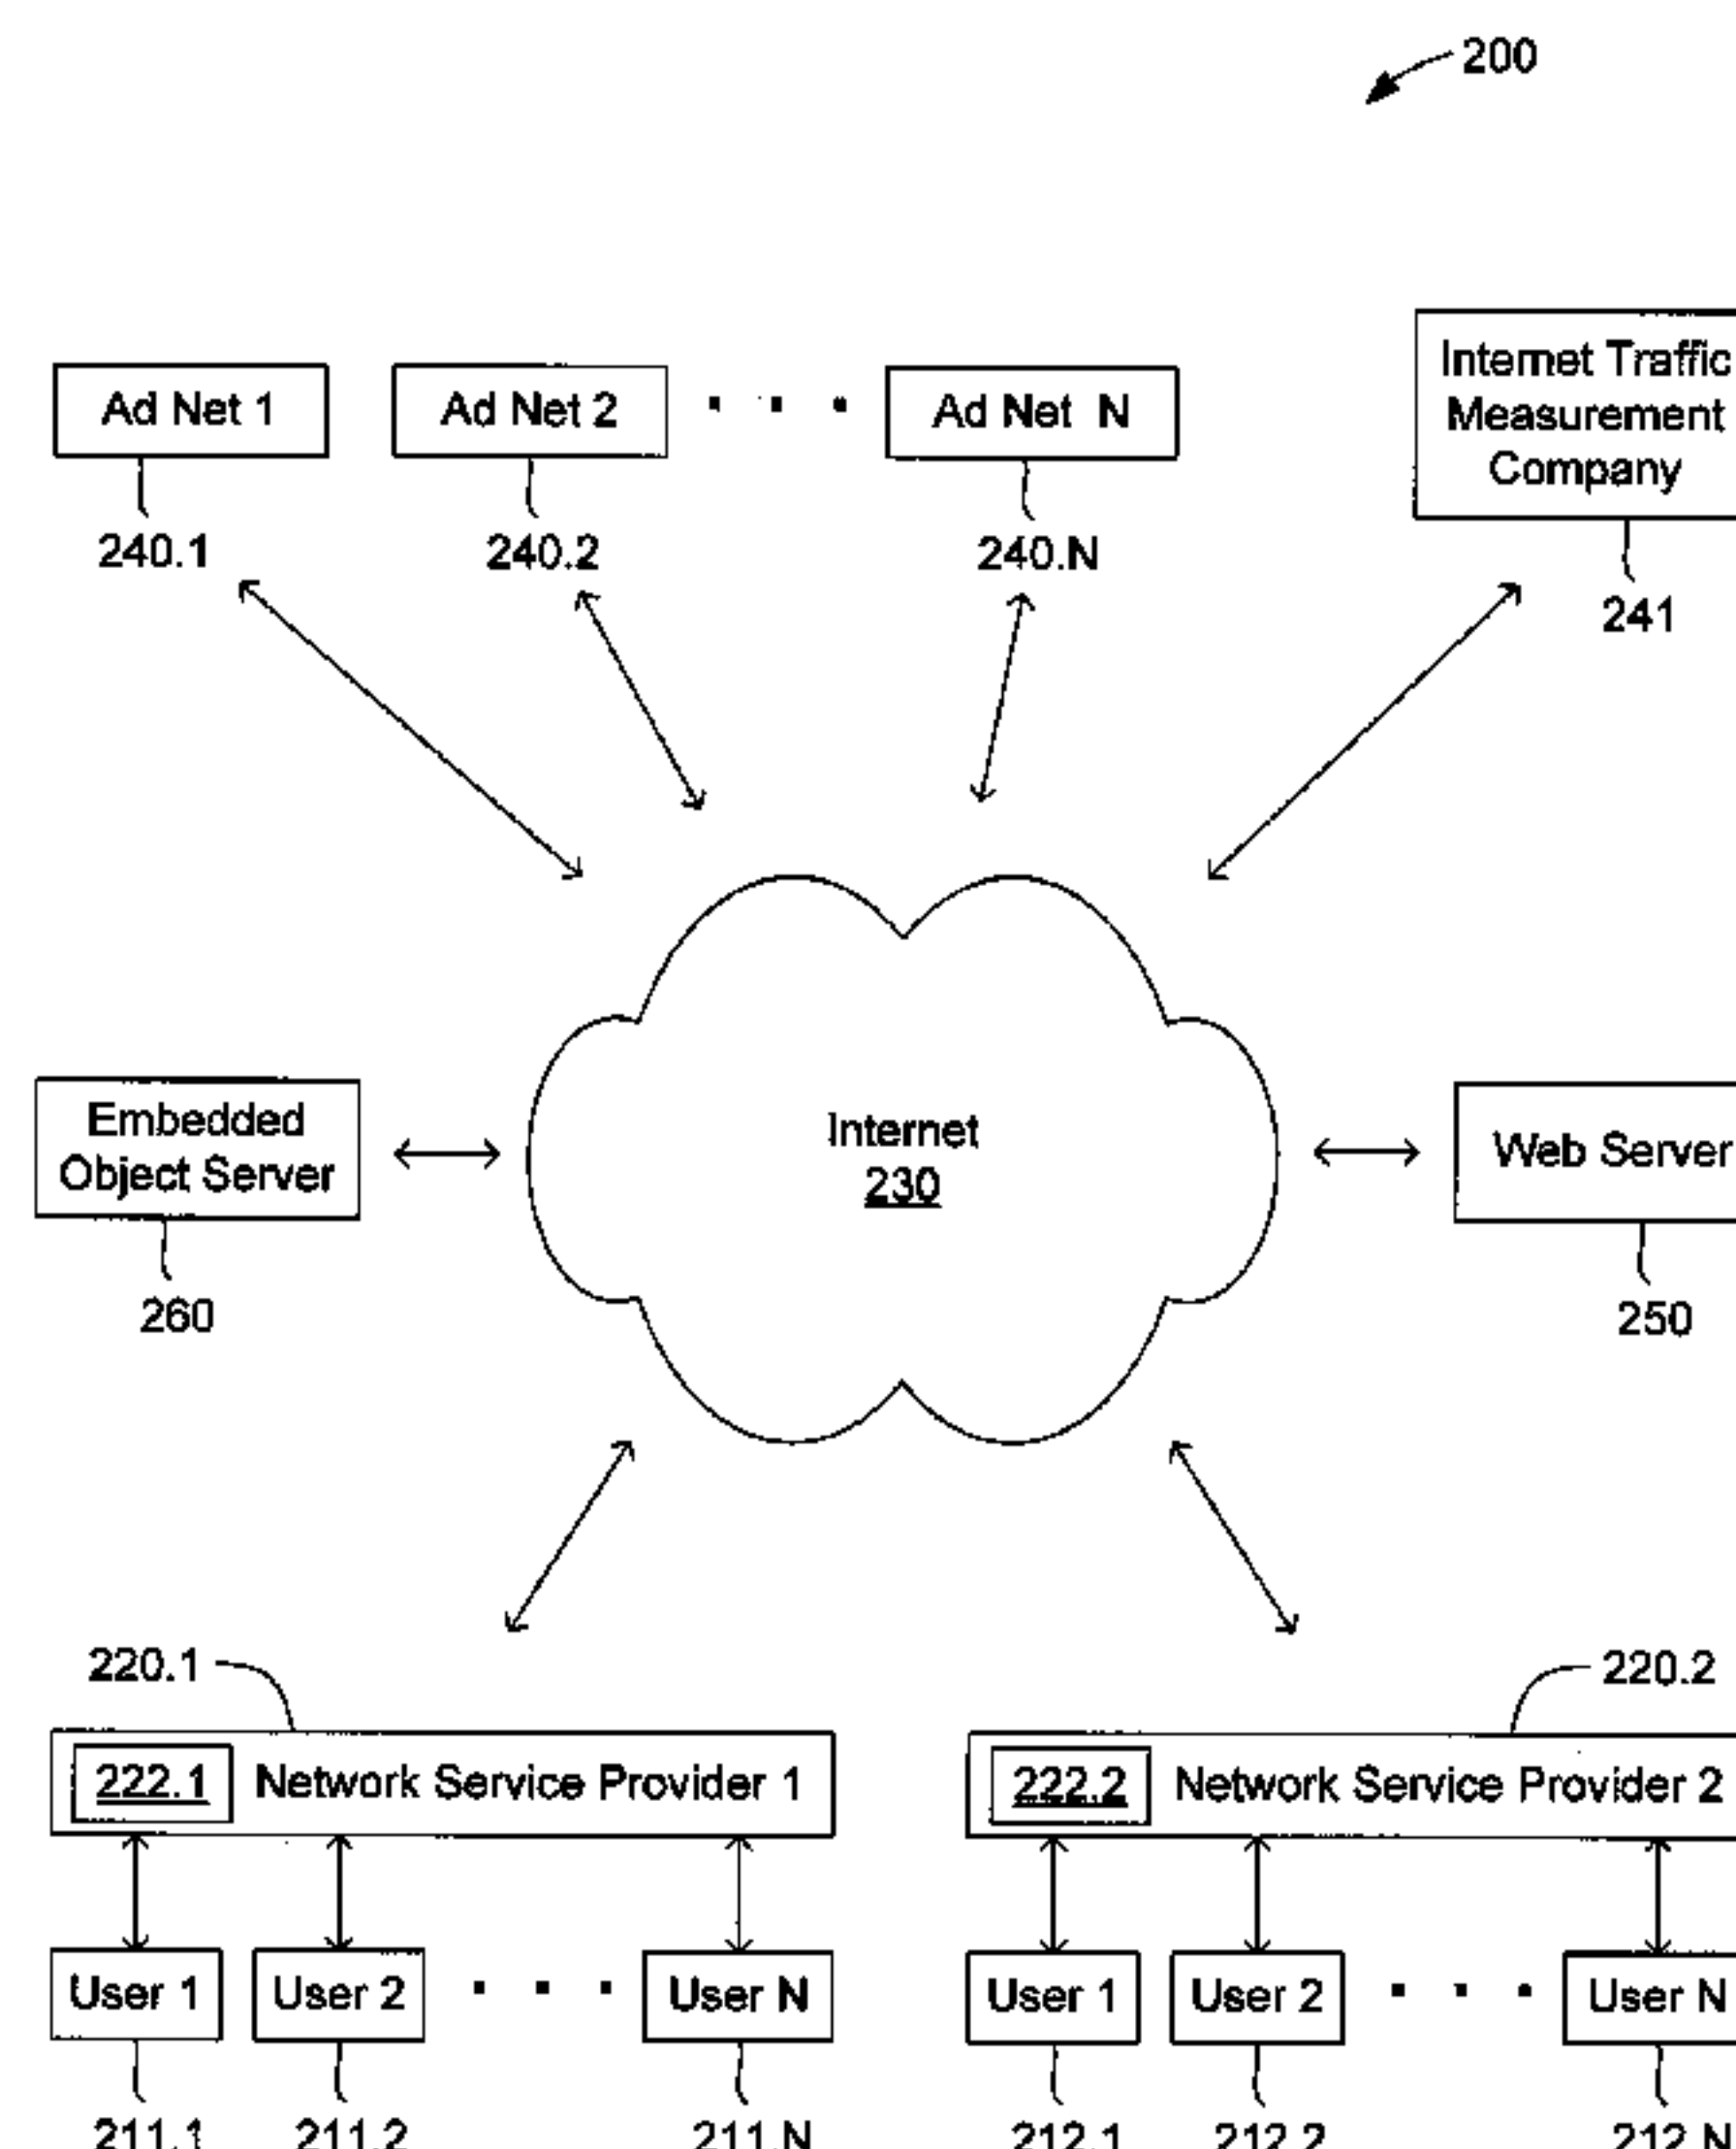 200
Ad Net 1
Ad Net 2
Ad Net N
Internet Traffic
Measurement
Company
240.1
240.2
240.N
241
Embedded
Object Server
Internet
230
Web Server
260
250
220.1
220.2
222.1 Network Service Provider 1
222.2 Network Service Provider 2
User 1
User 2
User N
User 1
User 2
User N
211.1
211.2
211.N
212.1
212.2
212.N